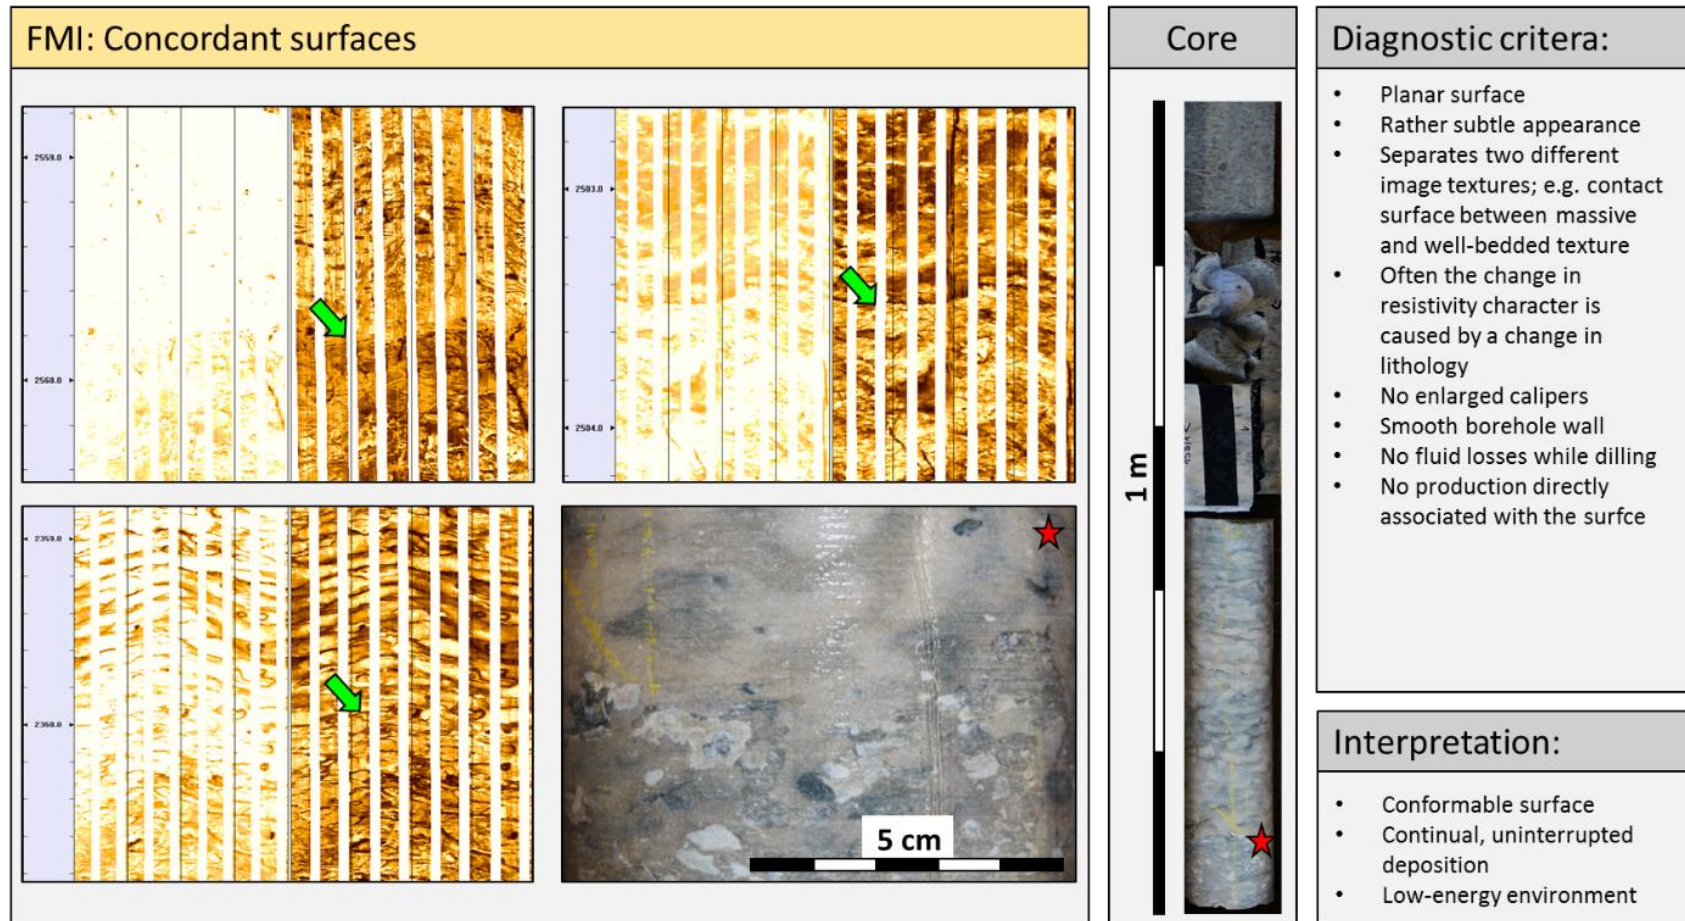 FMI: Concordant surfaces
2559.0
2560.0
2503.0
2504.0
2359.0
2360.0
5 cm
Core
1 m
Diagnostic critera:
• Planar surface
• Rather subtle appearance
• Separates two different
image textures; e.g. contact
surface between massive
and well-bedded texture
• Often the change in
resistivity character is
caused by a change in
lithology
• No enlarged calipers
• Smooth borehole wall
• No fluid losses while dilling
• No production directly
associated with the surfce
Interpretation:
• Conformable surface
• Continual, uninterrupted
deposition
• Low-energy environment